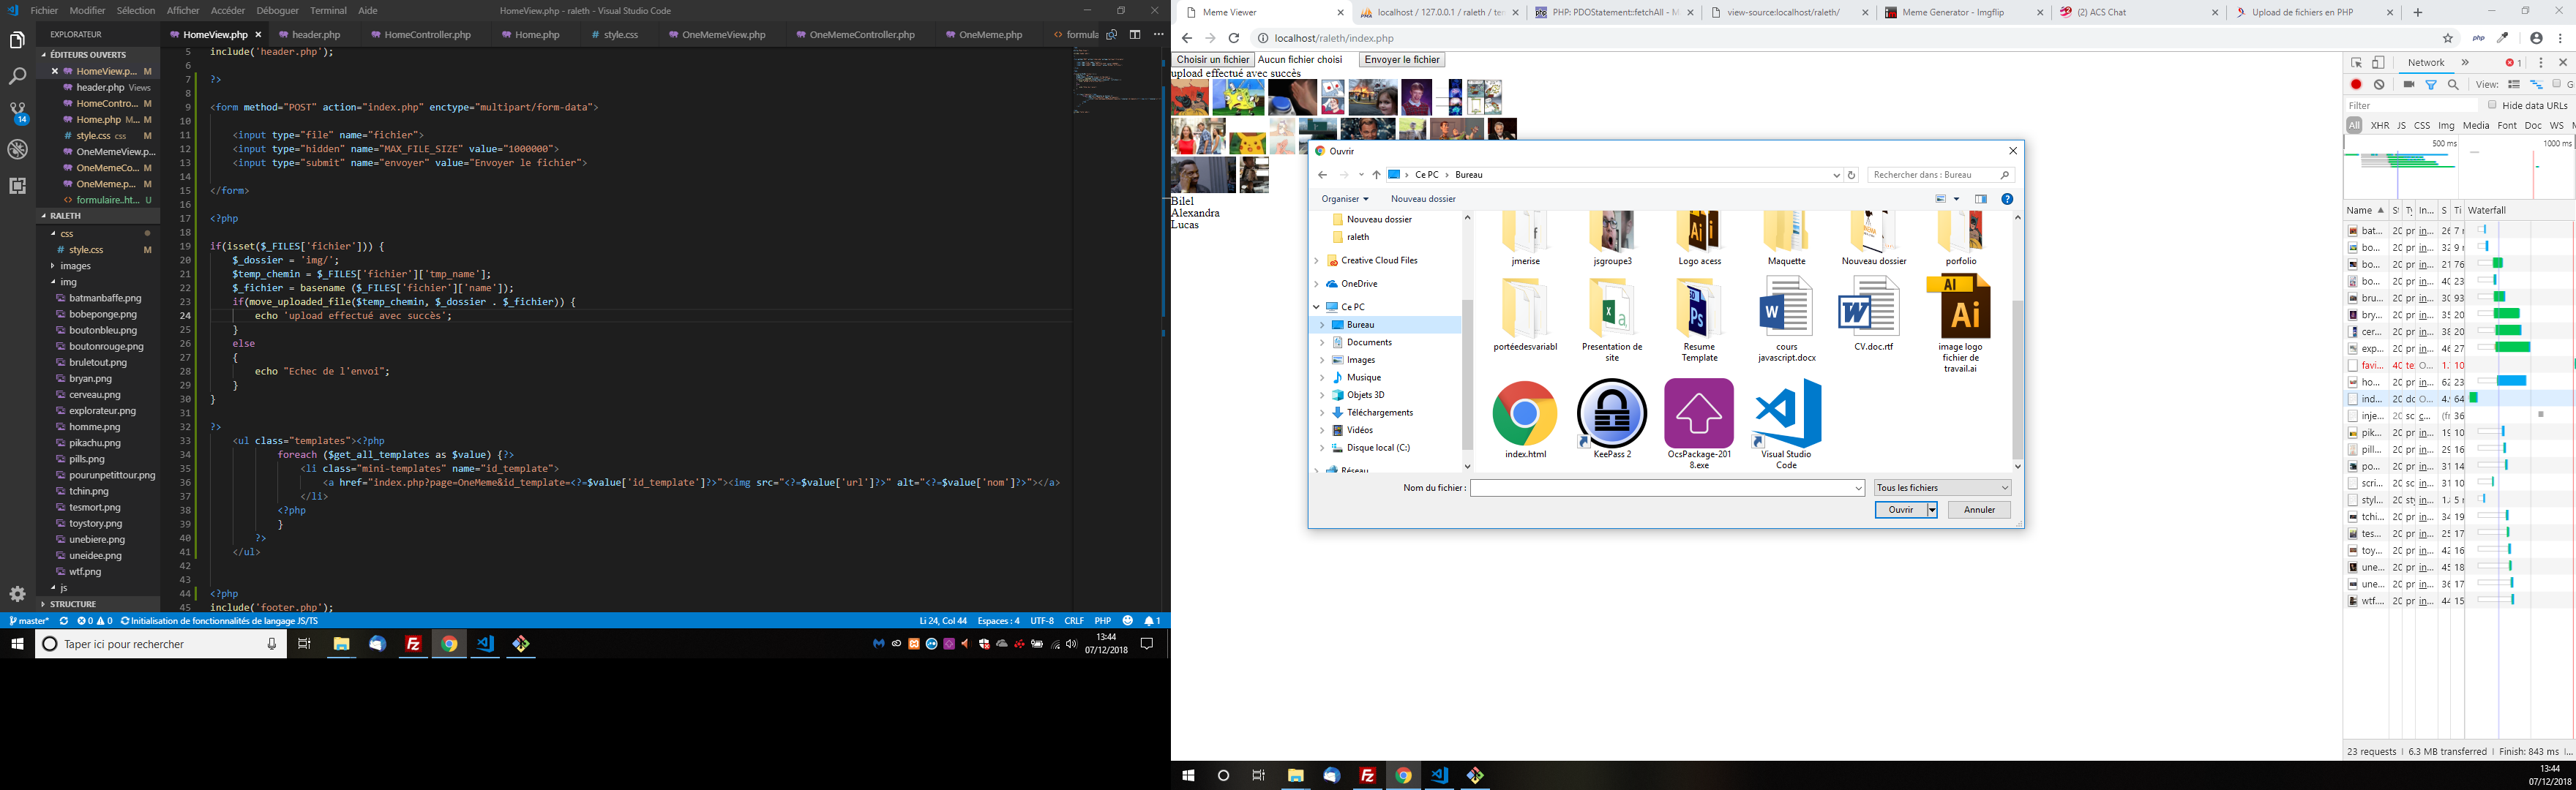 Fichier Modifier Sélection Afficher Accéder Déboguer Terminal Aide
HomeView.php - raleth - Visual Studio Code
EXPLORATEUR
ÉDITEURS OUVERTS
HomeView.p... M
header.php Views
HomeContro... M
Home.php M...
style.css css
OneMemeView.p...
OneMemeCo... M
OneMeme.p... M
formulaire..ht... U
RALETH
css
style.css M
images
img
batmanbaffe.png
bobeponge.png
boutonbleu.png
boutonrouge.png
bruletout.png
bryan.png
cerveau.png
explorateur.png
homme.png
pikachu.png
pills.png
pourunpetittour.png
tchin.png
tesmort.png
toystory.png
unebiere.png
uneidee.png
wtf.png
js
STRUCTURE
14
HomeView.php header.php HomeController.php Home.php style.css OneMemeView.php OneMemeController.php OneMeme.php formula
5 include('header.php');
6
7 ?>
8
9 <form method="POST" action="index.php" enctype="multipart/form-data">
10
11 <input type="file" name="fichier">
12 <input type="hidden" name="MAX_FILE_SIZE" value="1000000">
13 <input type="submit" name="envoyer" value="Envoyer le fichier">
14
15 </form>
16
17 <?php
18
19 if(isset($_FILES['fichier'])) {
20 $_dossier = 'img/';
21 $temp_chemin = $_FILES['fichier']['tmp_name'];
22 $_fichier = basename ($_FILES['fichier']['name']);
23 if(move_uploaded_file($temp_chemin, $_dossier . $_fichier)) {
24 echo 'upload effectué avec succès';
25 }
26 else
27 {
28 echo "Echec de l'envoi";
29 }
30 }
31
32 ?>
33 <ul class="templates"><?php
34 foreach ($get_all_templates as $value) {?>
35 <li class="mini-templates" name="id_template">
36 <a href="index.php?page=OneMeme&id_template=<?=$value['id_template']?>"><img src="<?=$value['url']?>" alt="<?=$value['nom']?>"></a>
37 </li>
38 <?php
39 }
40 ?>
41 </ul>
42
43
44 <?php
45 include('footer.php');
master* 0 0 Initialisation de fonctionnalités de langage JS/TS
Li 24, Col 44 Espaces : 4 UTF-8 CRLF PHP 1
Taper ici pour rechercher
13:44
07/12/2018
Meme Viewer
localhost / 127.0.0.1 / raleth / ter
PHP: PDOStatement::fetchAll - M
view-source:localhost/raleth/
Meme Generator - Imgflip
(2) ACS Chat
Upload de fichiers en PHP
localhost/raleth/index.php
php
Choisir un fichier Aucun fichier choisi Envoyer le fichier
upload effectué avec succès
Bilel
Alexandra
Lucas
Ouvrir
Ce PC > Bureau
Rechercher dans : Bureau
Organiser Nouveau dossier
Nouveau dossier
raleth
Creative Cloud Files
OneDrive
Ce PC
Bureau
Documents
Images
Musique
Objets 3D
Téléchargements
Vidéos
Disque local (C:)
Réseau
jmerise
jsgroupe3
Logo acess
Maquette
Nouveau dossier
porfolio
portéedesvariabl
Presentation de site
Resume Template
cours javascript.docx
CV.doc.rtf
image logo fichier de travail.ai
index.html
KeePass 2
OcsPackage-2018.exe
Visual Studio Code
Nom du fichier :
Tous les fichiers
Ouvrir Annuler
Network
1
View:
Filter
Hide data URLs
All XHR JS CSS Img Media Font Doc WS
500 ms 1000 ms
Name Waterfall
bat...
bo...
bo...
bo...
bru...
bry...
cer...
exp...
favi...
ho...
ind...
inje...
pik...
pill...
po...
scri...
styl...
tchi...
tes...
toy...
une...
une...
wtf....
23 requests | 6.3 MB transferred | Finish: 843 ms
13:44
07/12/2018